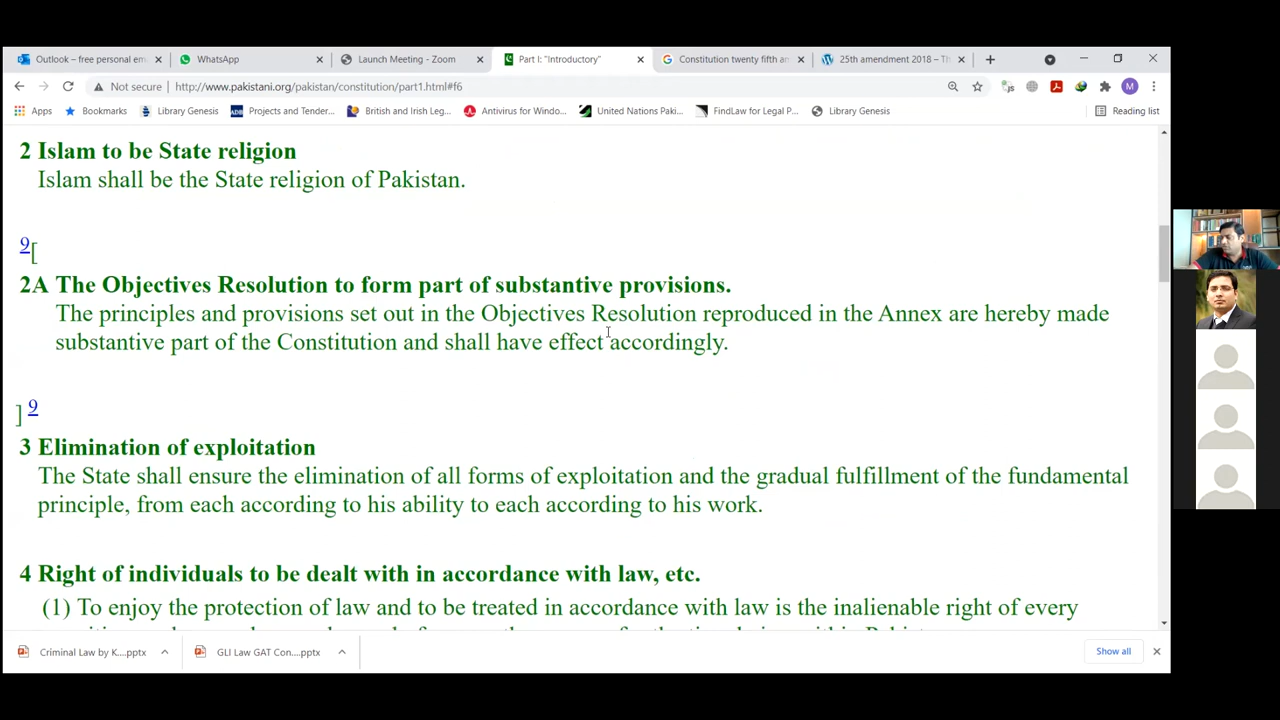 Outlook – free personal em
WhatsApp
Launch Meeting - Zoom
Part I: "Introductory"
Constitution twenty fifth am
25th amendment 2018 – Th
Not secure | http://www.pakistani.org/pakistan/constitution/part1.html#f6
M
Apps
Bookmarks
Library Genesis
ADB
Projects and Tender...
British and Irish Leg...
Antivirus for Windo...
United Nations Paki...
FindLaw for Legal P...
Library Genesis
Reading list
2 Islam to be State religion
Islam shall be the State religion of Pakistan.
9[
2A The Objectives Resolution to form part of substantive provisions.
The principles and provisions set out in the Objectives Resolution reproduced in the Annex are hereby made
substantive part of the Constitution and shall have effect accordingly.
] 9
3 Elimination of exploitation
The State shall ensure the elimination of all forms of exploitation and the gradual fulfillment of the fundamental
principle, from each according to his ability to each according to his work.
4 Right of individuals to be dealt with in accordance with law, etc.
(1) To enjoy the protection of law and to be treated in accordance with law is the inalienable right of every
Criminal Law by K....pptx
GLI Law GAT Con....pptx
Show all